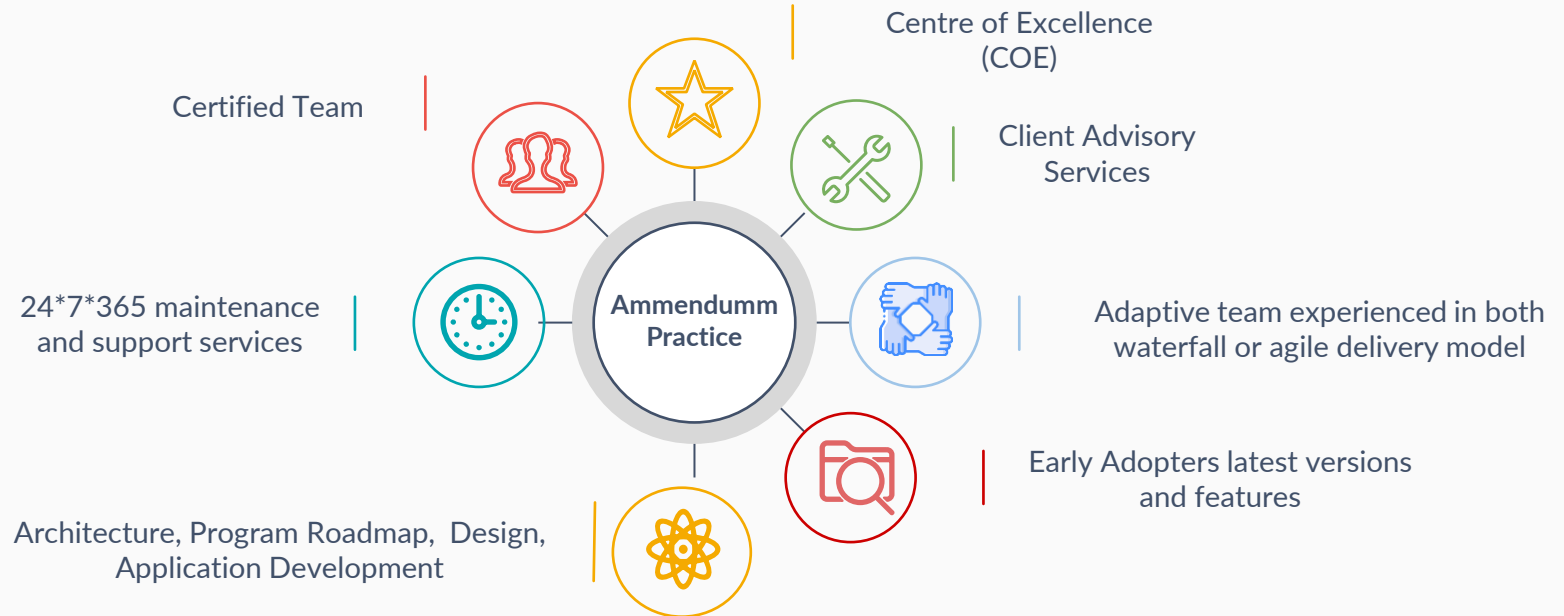 Centre of Excellence
(COE)
Certified Team
Client Advisory
Services
24*7*365 maintenance
and support services
Ammendumm
Practice
Adaptive team experienced in both
waterfall or agile delivery model
Early Adopters latest versions
and features
Architecture, Program Roadmap,  Design,
Application Development